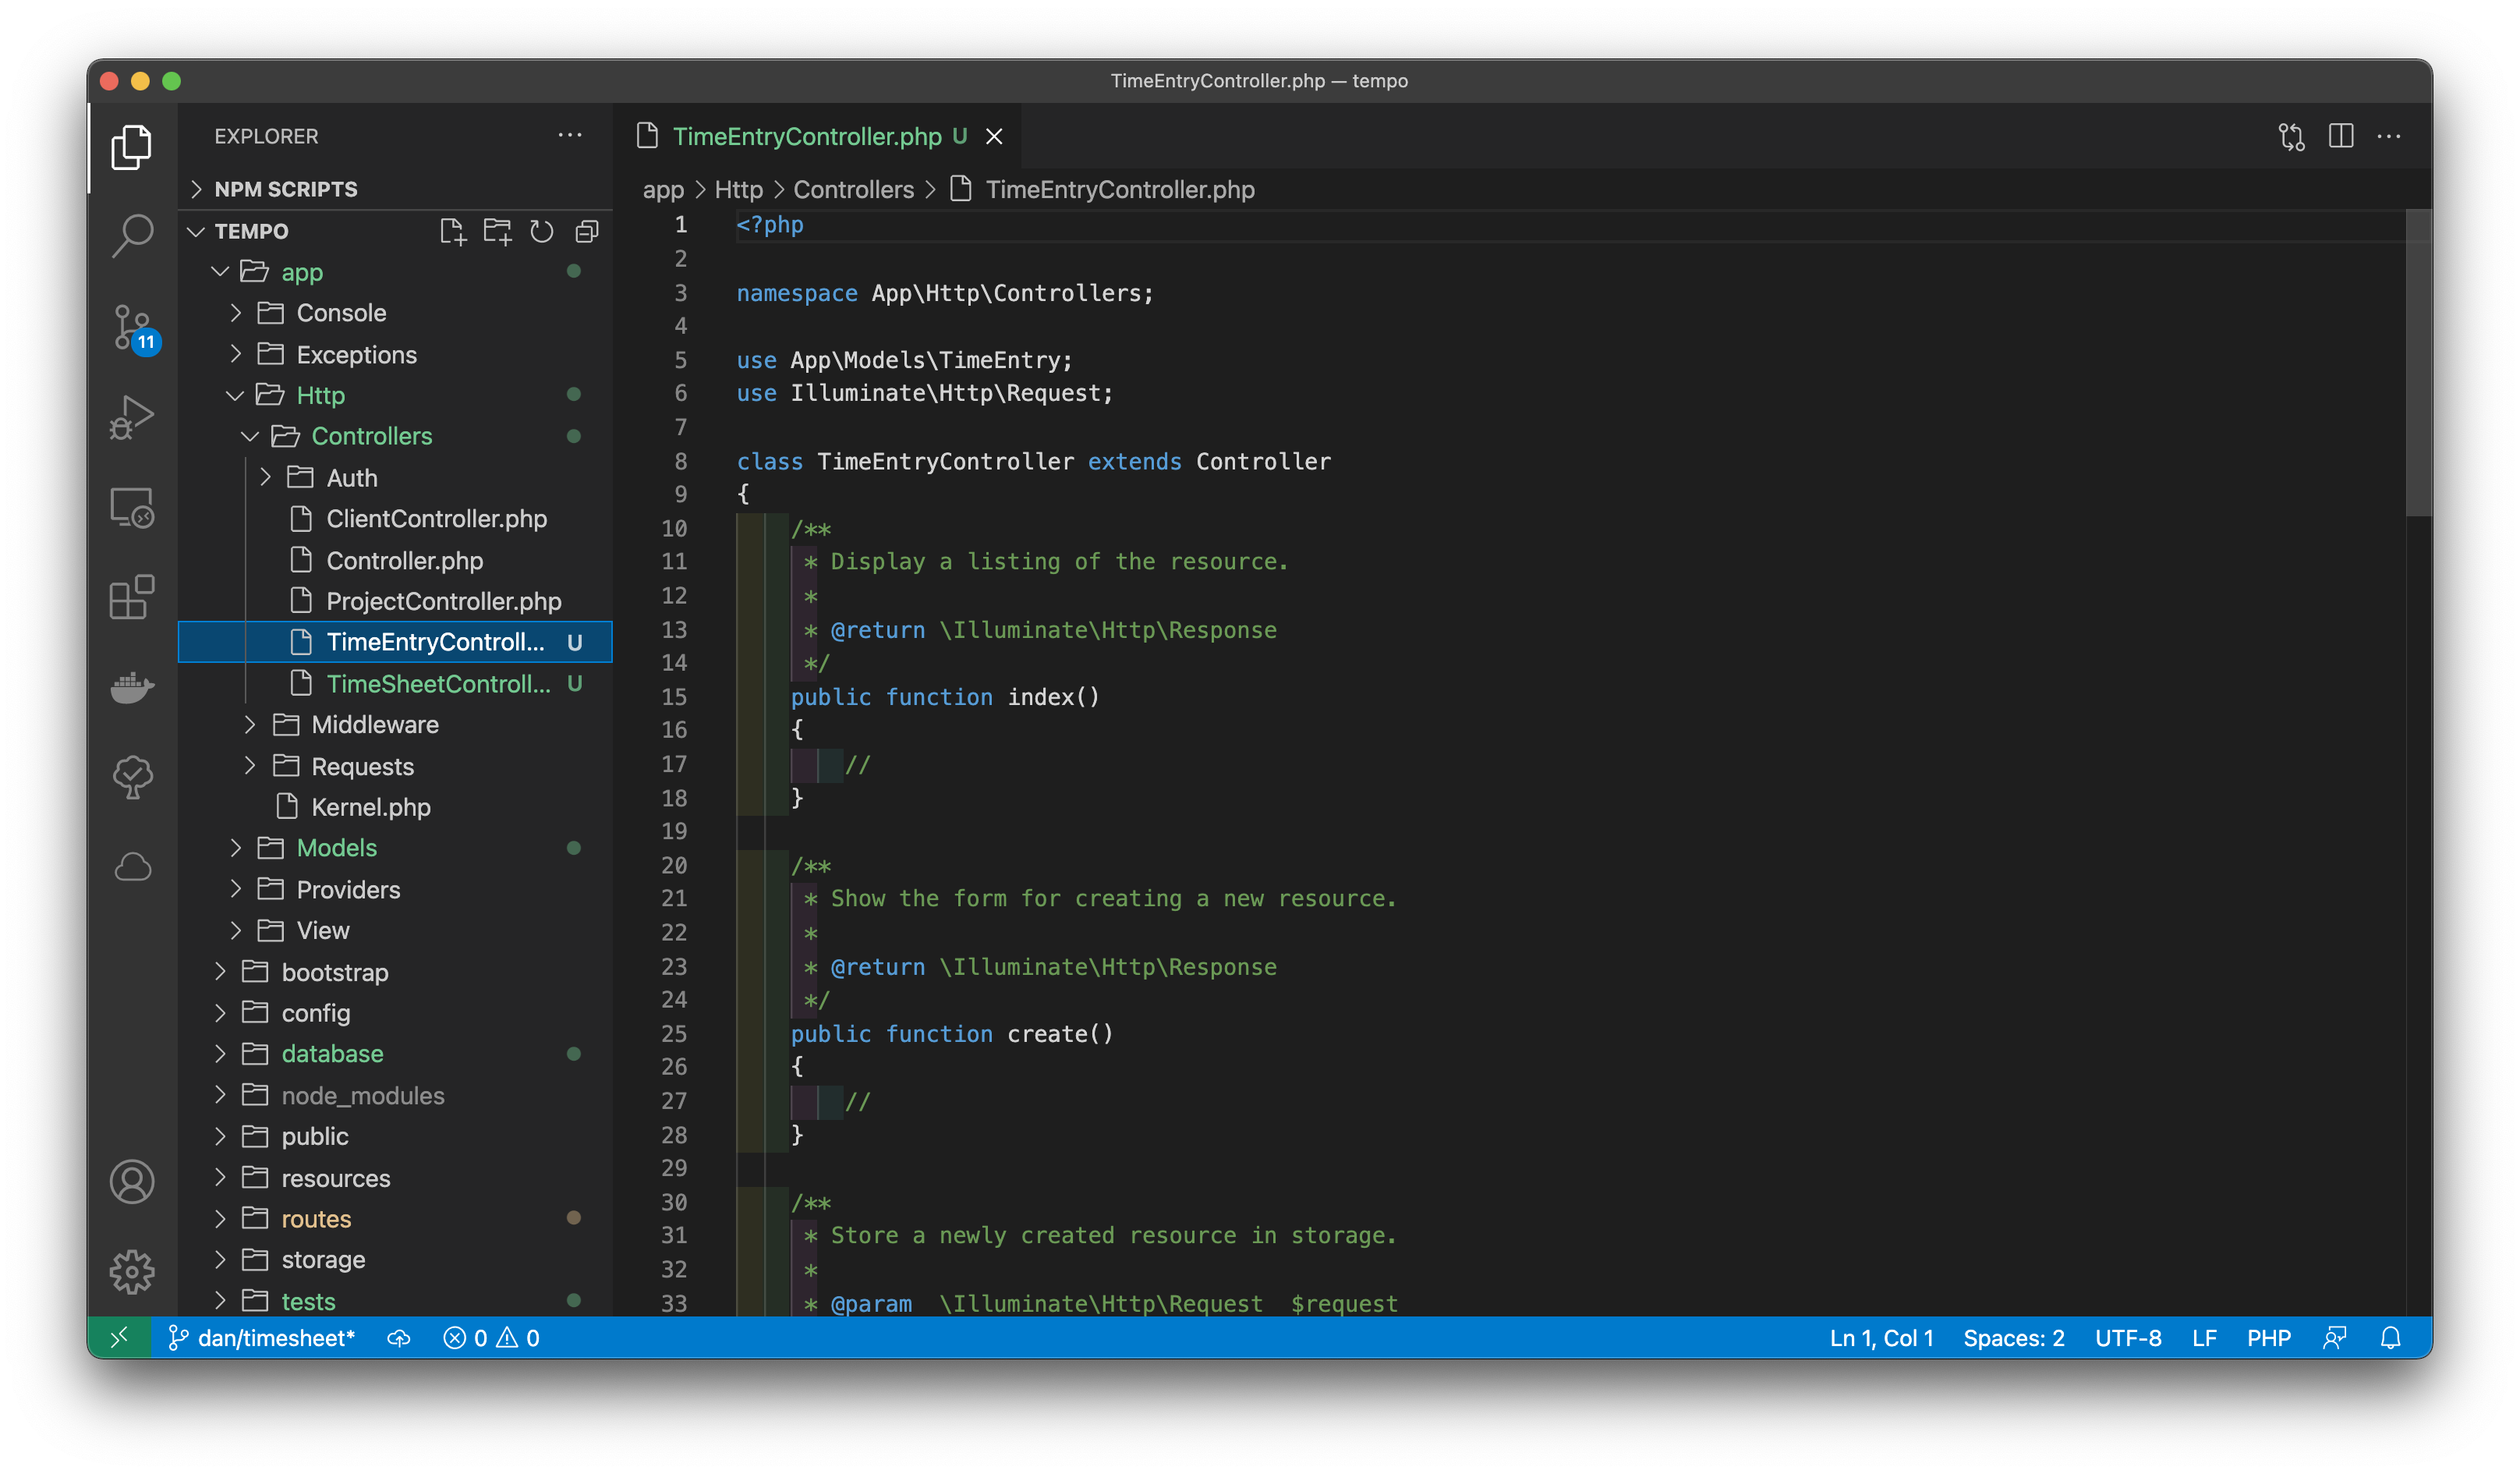 TimeEntryController.php — tempo
EXPLORER
NPM SCRIPTS
TEMPO
app
Console
Exceptions
Http
Controllers
Auth
ClientController.php
Controller.php
ProjectController.php
TimeEntryControll... U
TimeSheetControll... U
Middleware
Requests
Kernel.php
Models
Providers
View
bootstrap
config
database
node_modules
public
resources
routes
storage
tests
11
TimeEntryController.php U
app > Http > Controllers > TimeEntryController.php
1 <?php
2
3 namespace App\Http\Controllers;
4
5 use App\Models\TimeEntry;
6 use Illuminate\Http\Request;
7
8 class TimeEntryController extends Controller
9 {
10 /**
11 * Display a listing of the resource.
12 *
13 * @return \Illuminate\Http\Response
14 */
15 public function index()
16 {
17 //
18 }
19
20 /**
21 * Show the form for creating a new resource.
22 *
23 * @return \Illuminate\Http\Response
24 */
25 public function create()
26 {
27 //
28 }
29
30 /**
31 * Store a newly created resource in storage.
32 *
33 * @param  \Illuminate\Http\Request  $request
dan/timesheet* 0 0 Ln 1, Col 1 Spaces: 2 UTF-8 LF PHP